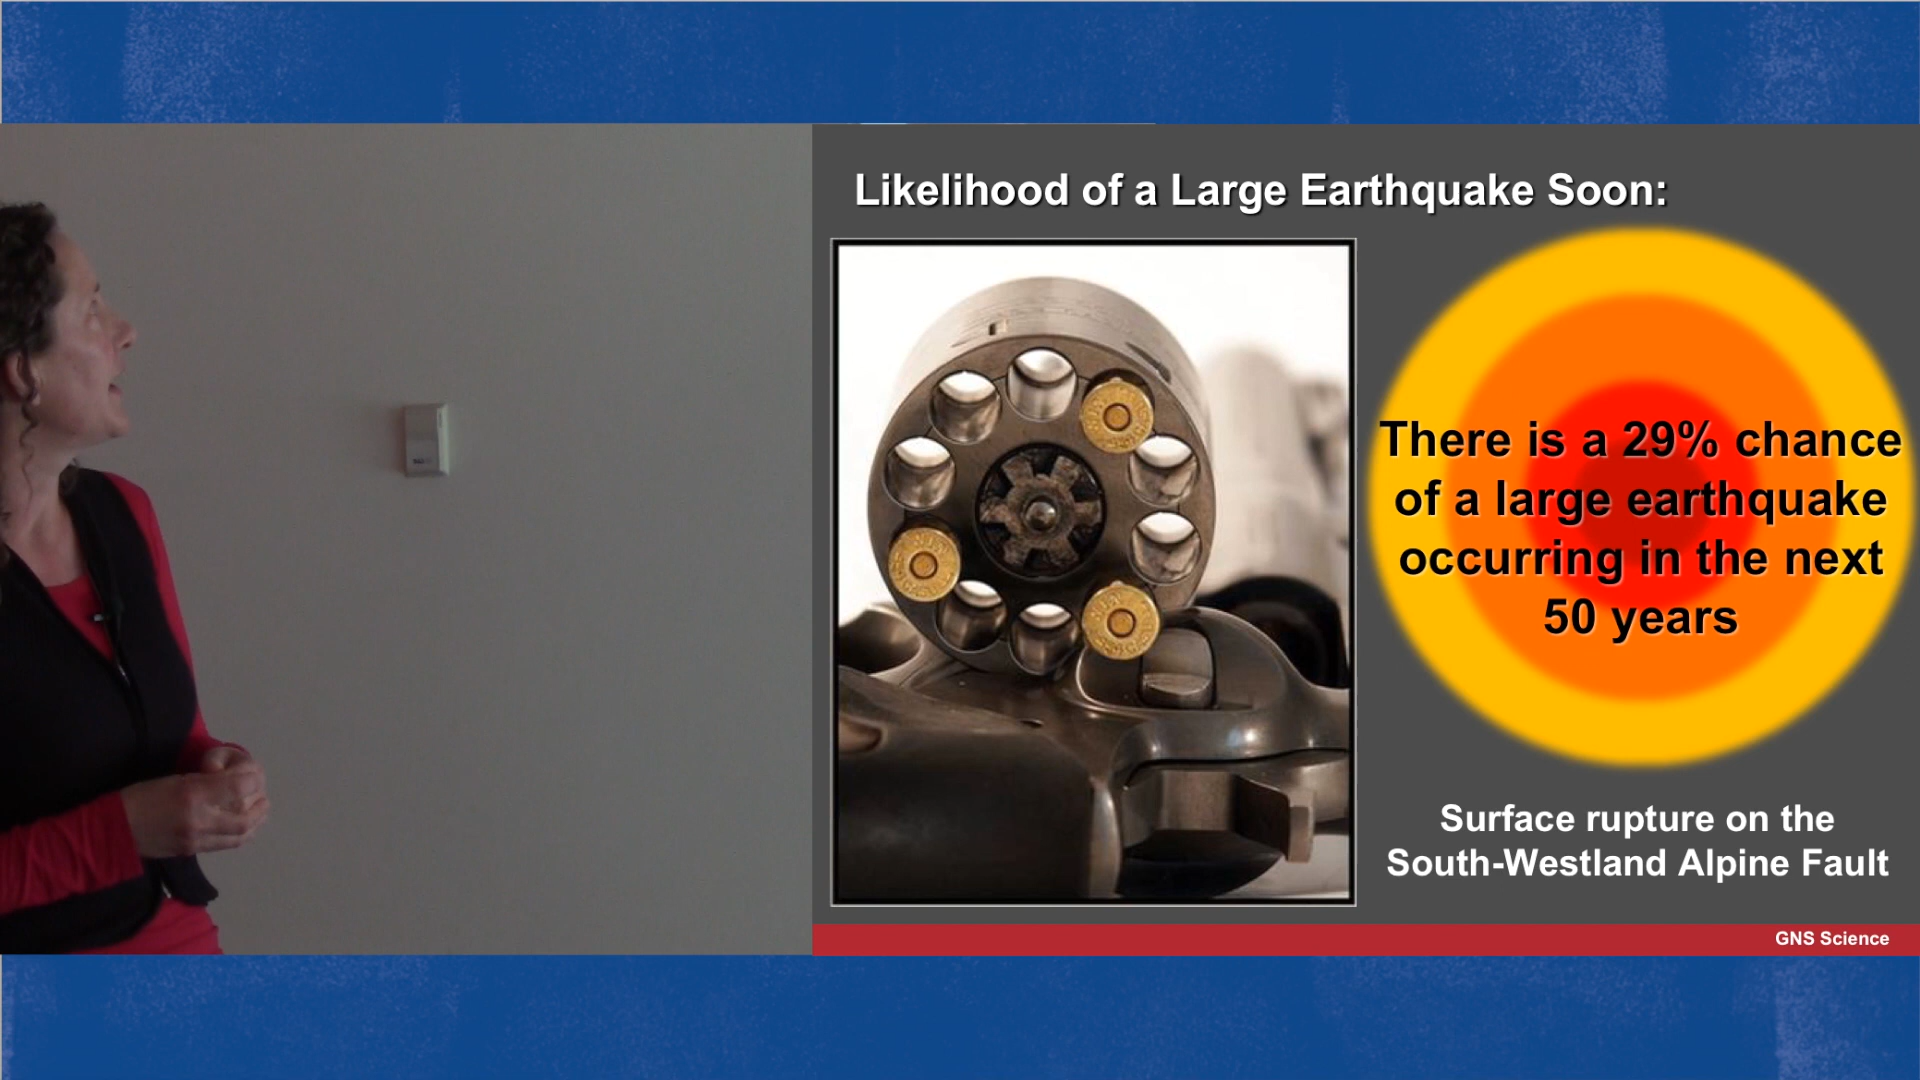 Likelihood of a Large Earthquake Soon:
There is a 29% chance
of a large earthquake
occurring in the next
50 years
Surface rupture on the
South-Westland Alpine Fault
GNS Science